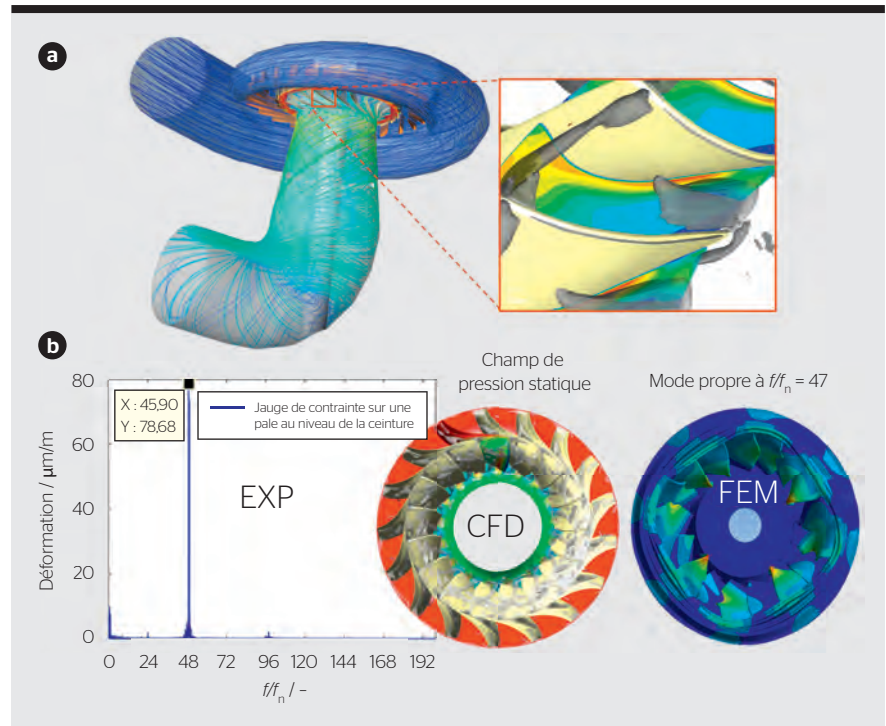 a
b
Champ de
pression statique
Mode propre à f/fn = 47
80
60
40
20
0
Déformation / µm/m
X : 45,90
Y : 78,68
Jauge de contrainte sur une
pale au niveau de la ceinture
EXP
CFD
FEM
0 24 48 72 96 120 144 168 192
f/fn / -